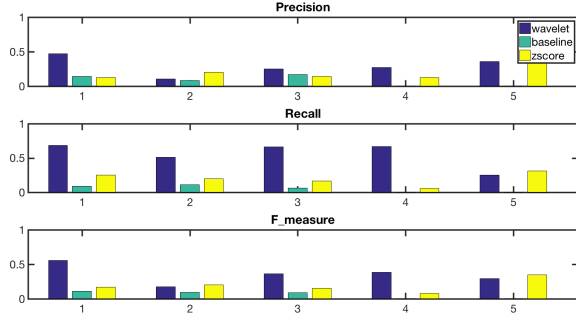 Precision
1
0.5
0
1 2 3 4 5
wavelet
baseline
zscore
Recall
1
0.5
0
1 2 3 4 5
F_measure
1
0.5
0
1 2 3 4 5